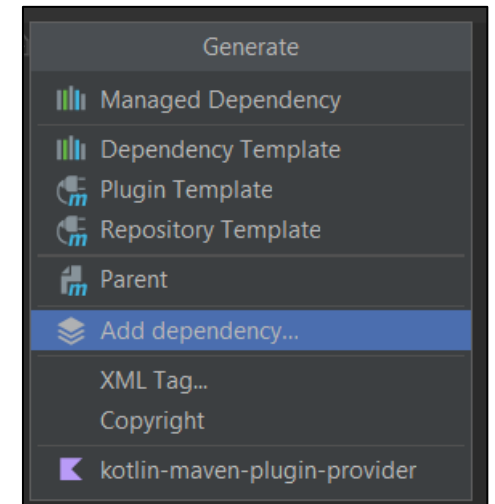 Generate
Managed Dependency
Dependency Template
Plugin Template
Repository Template
Parent
Add dependency...
XML Tag...
Copyright
kotlin-maven-plugin-provider